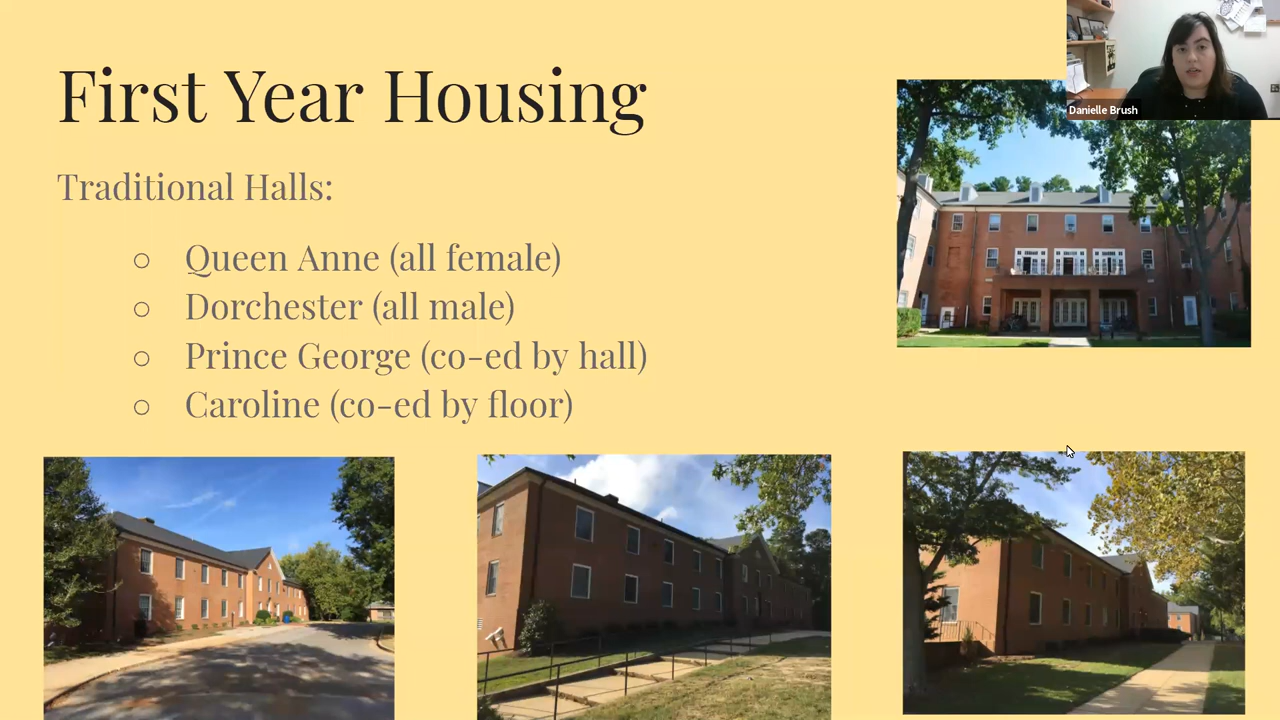 First Year Housing
Danielle Brush
Traditional Halls:
○ Queen Anne (all female)
○ Dorchester (all male)
○ Prince George (co-ed by hall)
○ Caroline (co-ed by floor)